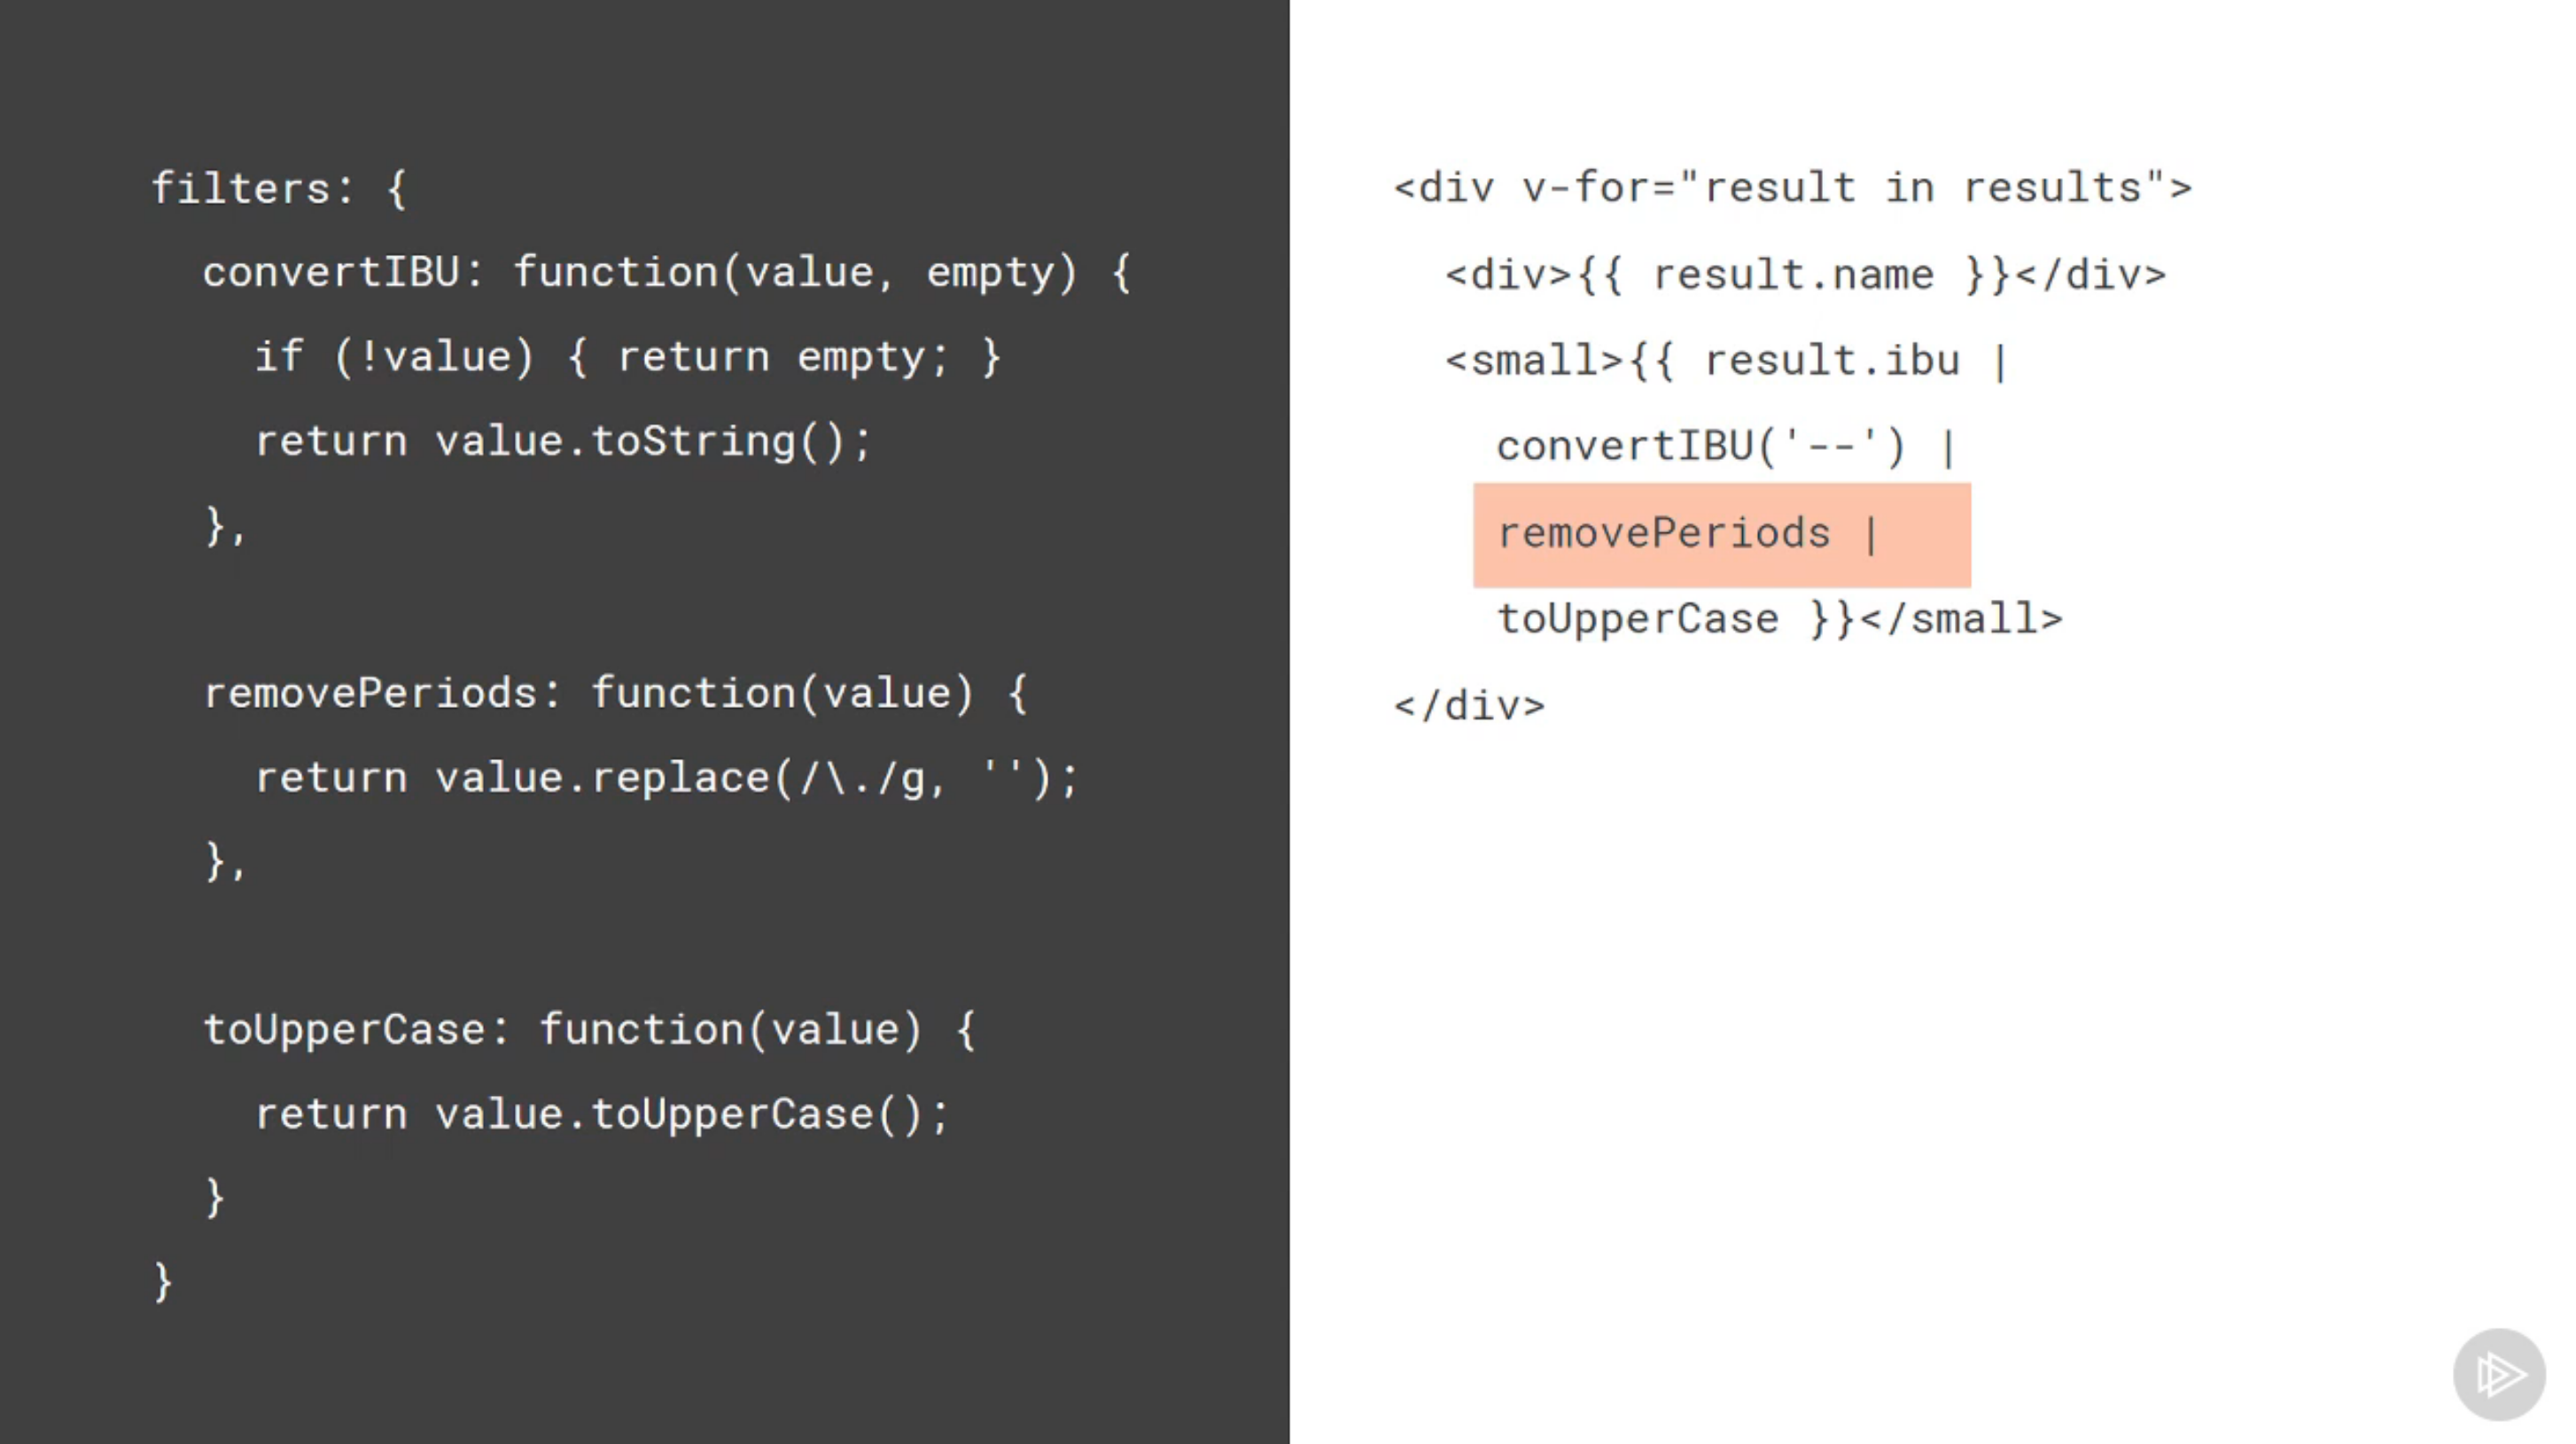 filters: {
convertIBU: function(value, empty) {
if (!value) { return empty; }
return value.toString();
},
removePeriods: function(value) {
return value.replace(/\./g, '');
},
toUpperCase: function(value) {
return value.toUpperCase();
}
}
<div v-for="result in results">
<div>{{ result.name }}</div>
<small>{{ result.ibu |
convertIBU('--') |
removePeriods |
toUpperCase }}</small>
</div>